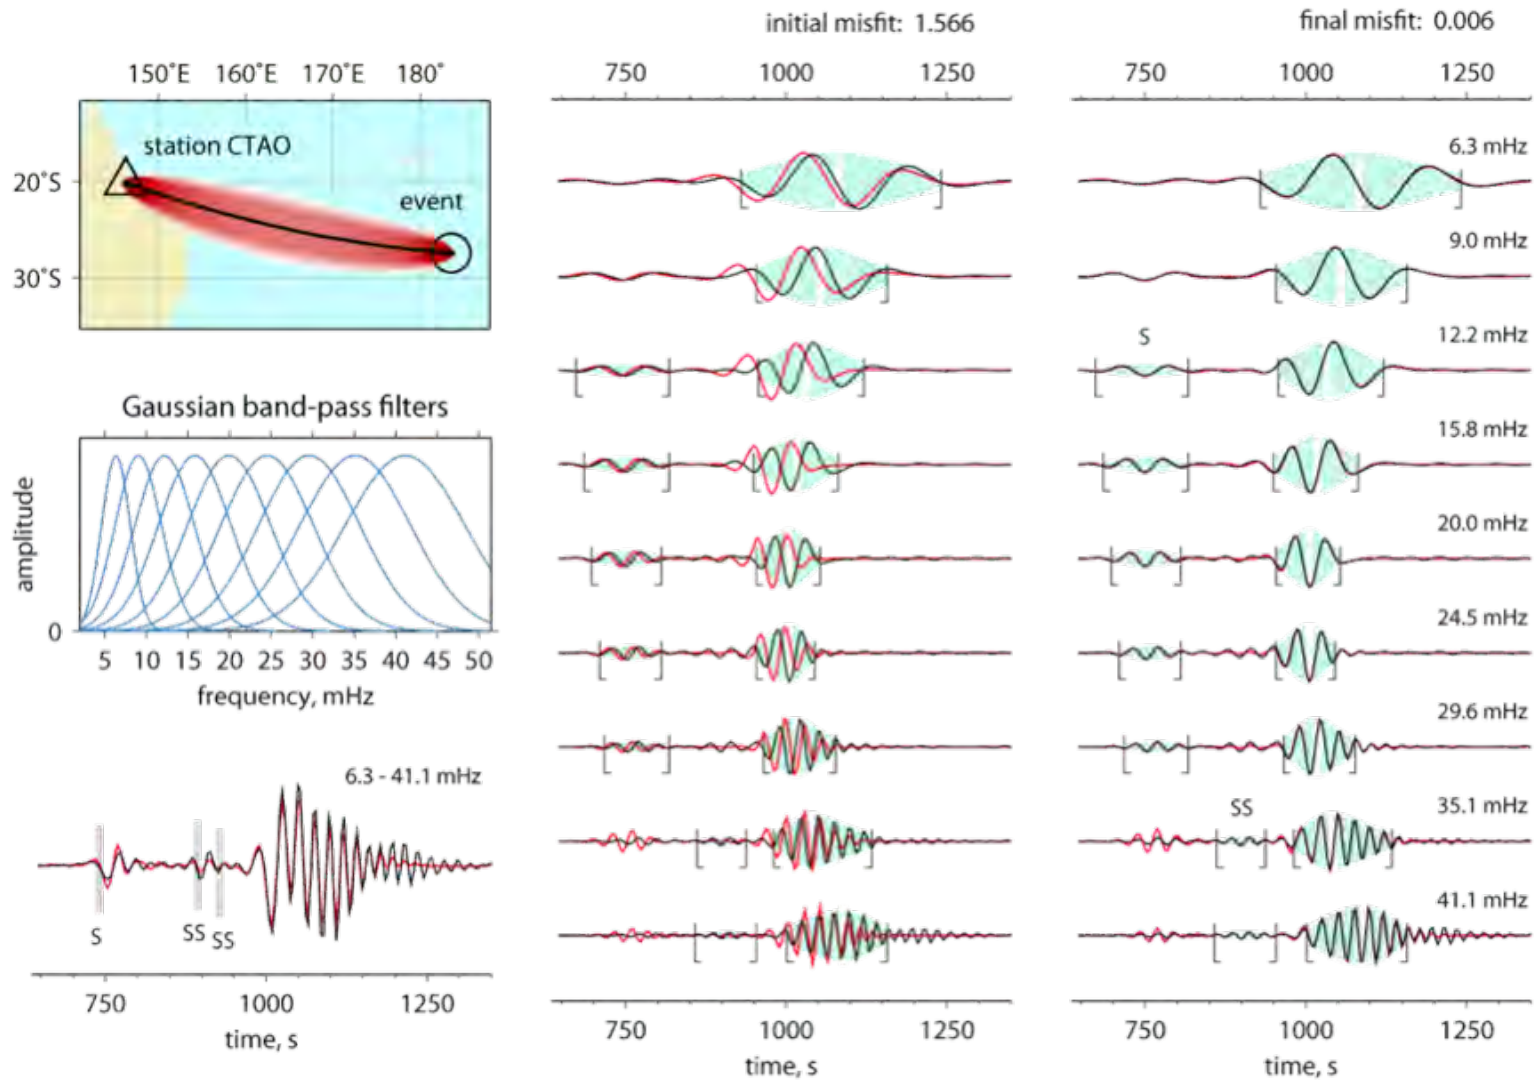 150°E 160°E 170°E 180°
station CTAO
20°S
event
30°S
Gaussian band-pass filters
amplitude
0
5 10 15 20 25 30 35 40 45 50
frequency, mHz
6.3 - 41.1 mHz
S
SS
SS
750 1000 1250
time, s
initial misfit: 1.566
750 1000 1250
750 1000 1250
time, s
final misfit: 0.006
750 1000 1250
6.3 mHz
9.0 mHz
12.2 mHz
S
15.8 mHz
20.0 mHz
24.5 mHz
29.6 mHz
35.1 mHz
SS
41.1 mHz
750 1000 1250
time, s